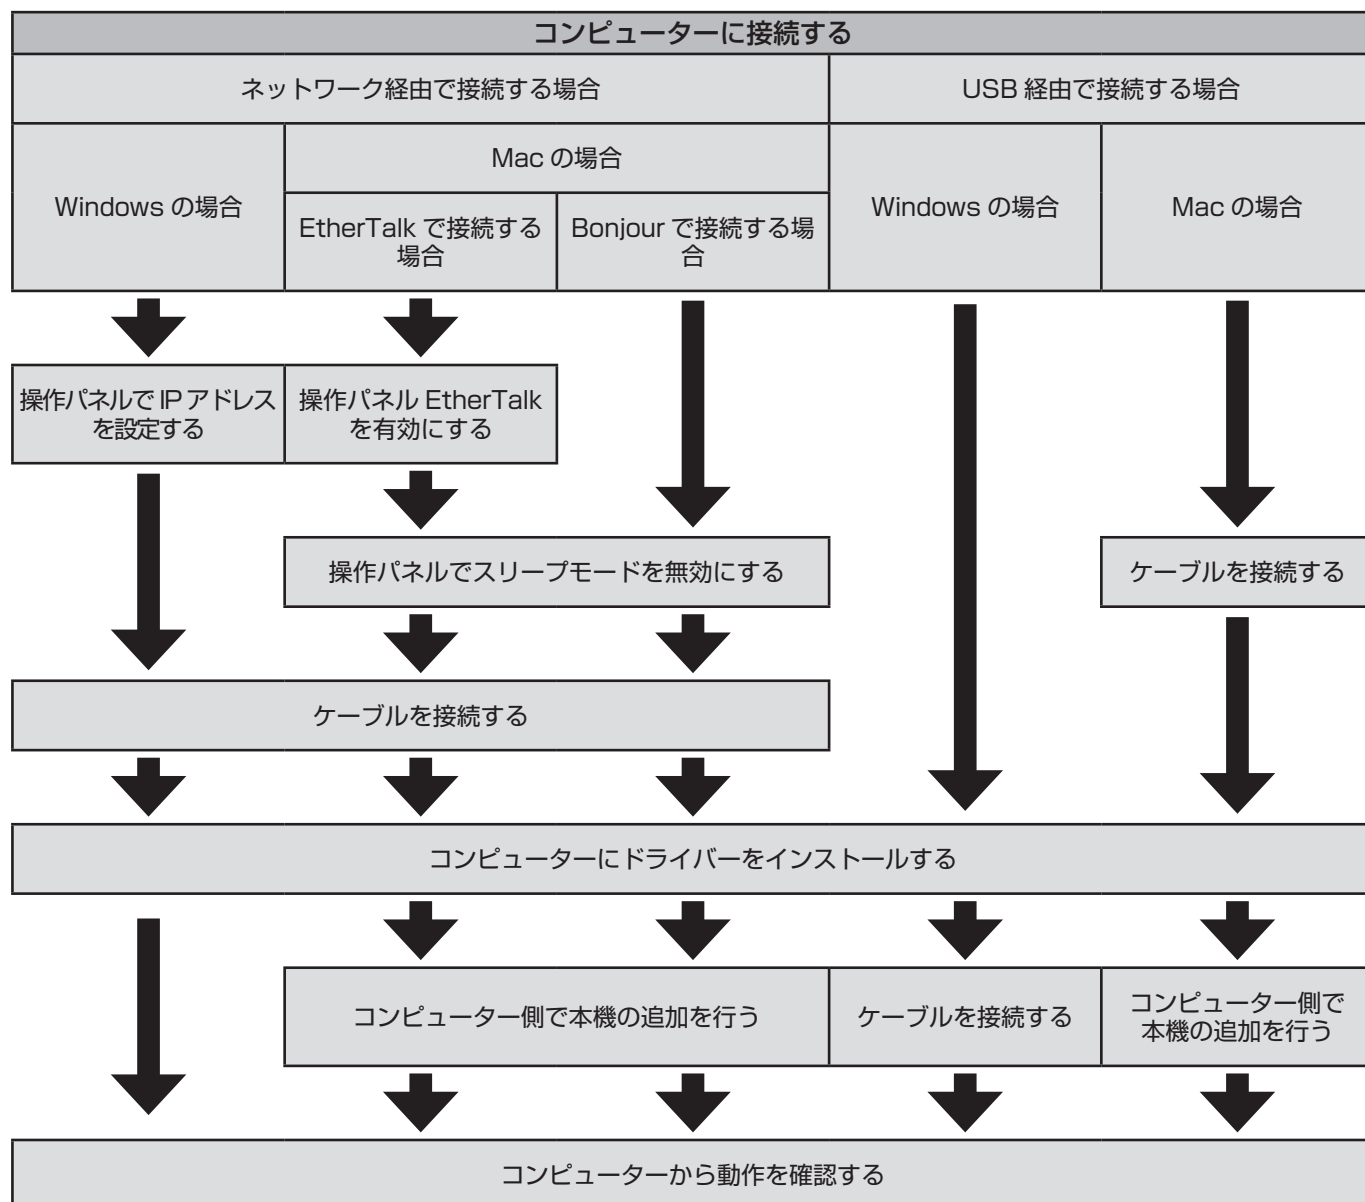 コンピューターに接続する
ネットワーク経由で接続する場合
USB 経由で接続する場合
Windows の場合
Mac の場合
EtherTalk で接続する
場合
Bonjour で接続する場
合
Windows の場合
Mac の場合
操作パネルで IP アドレス
を設定する
操作パネル EtherTalk
を有効にする
操作パネルでスリープモードを無効にする
ケーブルを接続する
ケーブルを接続する
コンピューターにドライバーをインストールする
コンピューター側で本機の追加を行う
ケーブルを接続する
コンピューター側で
本機の追加を行う
コンピューターから動作を確認する